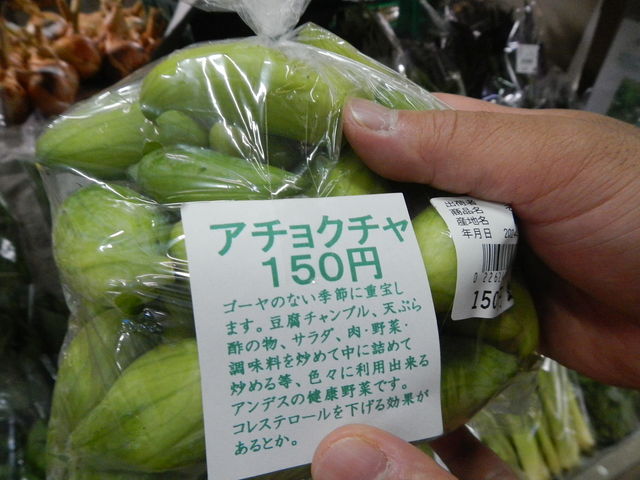 アチョクチャ
150円
ゴーヤのない季節に重宝し
ます。豆腐チャンプル、天ぷら
酢の物、サラダ、肉・野菜・
調味料を炒めて中に詰めて
炒める等、色々に利用出来る
アンデスの健康野菜です。
コレステロールを下げる効果が
あるとか。
出荷者
商品名
産地名
年月日
150